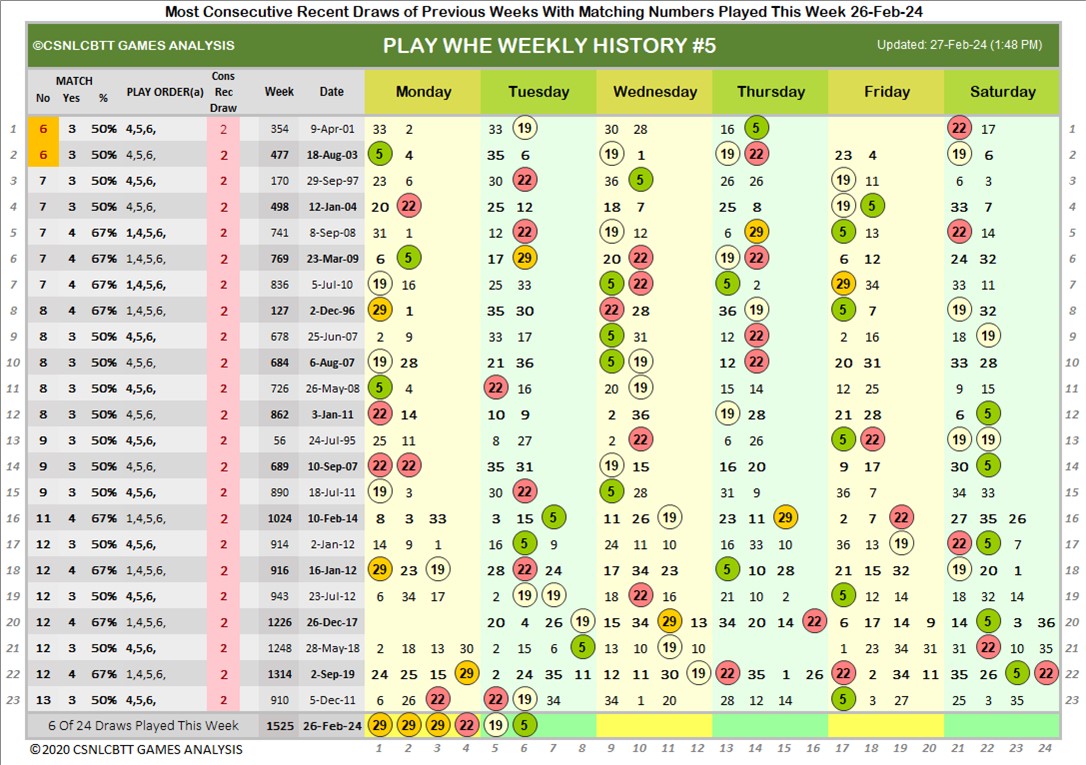 Most Consecutive Recent Draws of Previous Weeks With Matching Numbers Played This Week 26-Feb-24
©CSNLCBTT GAMES ANALYSIS PLAY WHE WEEKLY HISTORY #5 Updated: 27-Feb-24 (1:48 PM)
MATCH Cons
No Yes % PLAY ORDER(a) Rec Week Date Monday Tuesday Wednesday Thursday Friday Saturday
Draw
1 6 3 50% 4,5,6, 2 354 9-Apr-01 33 2 33 19 30 28 16 5 22 17 1
2 6 3 50% 4,5,6, 2 477 18-Aug-03 5 4 35 6 19 1 19 22 23 4 19 6 2
3 7 3 50% 4,5,6, 2 170 29-Sep-97 23 6 30 22 36 5 26 26 19 11 6 3 3
4 7 3 50% 4,5,6, 2 498 12-Jan-04 20 22 25 12 18 7 25 8 19 5 33 7 4
5 7 4 67% 1,4,5,6, 2 741 8-Sep-08 31 1 12 22 19 12 6 29 5 13 22 14 5
6 7 4 67% 1,4,5,6, 2 769 23-Mar-09 6 5 17 29 20 22 19 22 6 12 24 32 6
7 7 4 67% 1,4,5,6, 2 836 5-Jul-10 19 16 25 33 5 22 5 2 29 34 33 11 7
8 8 4 67% 1,4,5,6, 2 127 2-Dec-96 29 1 35 30 22 28 36 19 5 7 19 32 8
9 8 3 50% 4,5,6, 2 678 25-Jun-07 2 9 33 17 5 31 12 22 2 16 18 19 9
10 8 3 50% 4,5,6, 2 684 6-Aug-07 19 28 21 36 5 19 12 22 20 31 33 28 10
11 8 3 50% 4,5,6, 2 726 26-May-08 5 4 22 16 20 19 15 14 12 25 9 15 11
12 8 3 50% 4,5,6, 2 862 3-Jan-11 22 14 10 9 2 36 19 28 21 28 6 5 12
13 9 3 50% 4,5,6, 2 56 24-Jul-95 25 11 8 27 2 22 6 26 5 22 19 19 13
14 9 3 50% 4,5,6, 2 689 10-Sep-07 22 22 35 31 19 15 16 20 9 17 30 5 14
15 9 3 50% 4,5,6, 2 890 18-Jul-11 19 3 30 22 5 28 31 9 36 7 34 33 15
16 11 4 67% 1,4,5,6, 2 1024 10-Feb-14 8 3 33 3 15 5 11 26 19 23 11 29 2 7 22 27 35 26 16
17 12 3 50% 4,5,6, 2 914 2-Jan-12 14 9 1 16 5 9 24 11 10 16 33 10 36 13 19 22 5 7 17
18 12 4 67% 1,4,5,6, 2 916 16-Jan-12 29 23 19 28 22 24 17 34 23 5 10 28 21 15 32 19 20 1 18
19 12 3 50% 4,5,6, 2 943 23-Jul-12 6 34 17 2 19 19 18 22 16 21 10 2 5 12 14 18 32 14 19
20 12 4 67% 1,4,5,6, 2 1226 26-Dec-17 20 4 26 19 15 34 29 13 34 20 14 22 6 17 14 9 14 5 3 36 20
21 12 3 50% 4,5,6, 2 1248 28-May-18 2 18 13 30 2 15 6 5 13 10 19 10 1 23 34 31 31 22 10 35 21
22 12 4 67% 1,4,5,6, 2 1314 2-Sep-19 24 25 15 29 2 24 35 11 12 11 30 19 22 35 1 26 22 2 34 11 35 26 5 22 22
23 13 3 50% 4,5,6, 2 910 5-Dec-11 6 26 22 22 19 34 34 1 20 28 12 14 5 3 27 25 3 35 23
6 Of 24 Draws Played This Week 1525 26-Feb-24 29 29 29 22 19 5
©2020 CSNLCBTT GAMES ANALYSIS 1 2 3 4 5 6 7 8 9 10 11 12 13 14 15 16 17 18 19 20 21 22 23 24